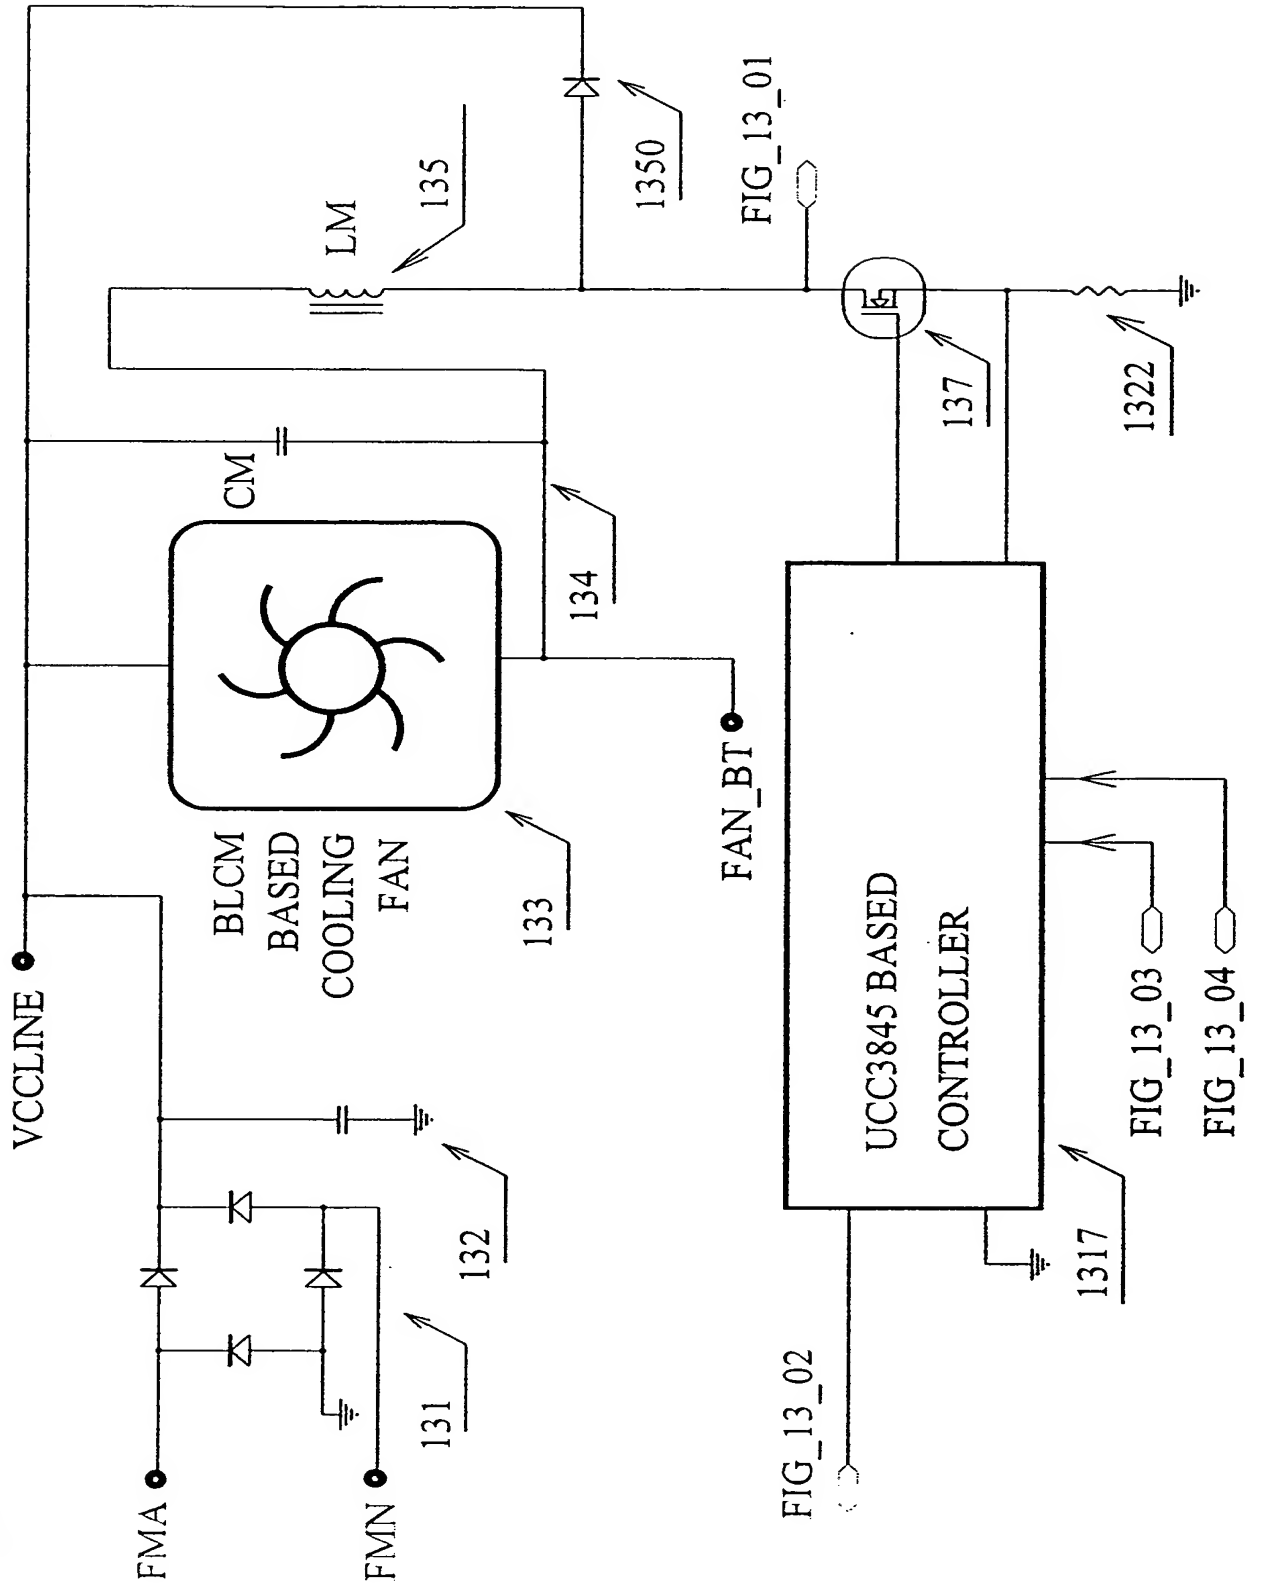 VCCLINE
FMA
FMN
131
132
BLCM
BASED
COOLING
FAN
133
CM
134
LM
135
1350
FAN_BT
FIG_13_01
137
1322
UCC3845 BASED
CONTROLLER
1317
FIG_13_02
FIG_13_03
FIG_13_04